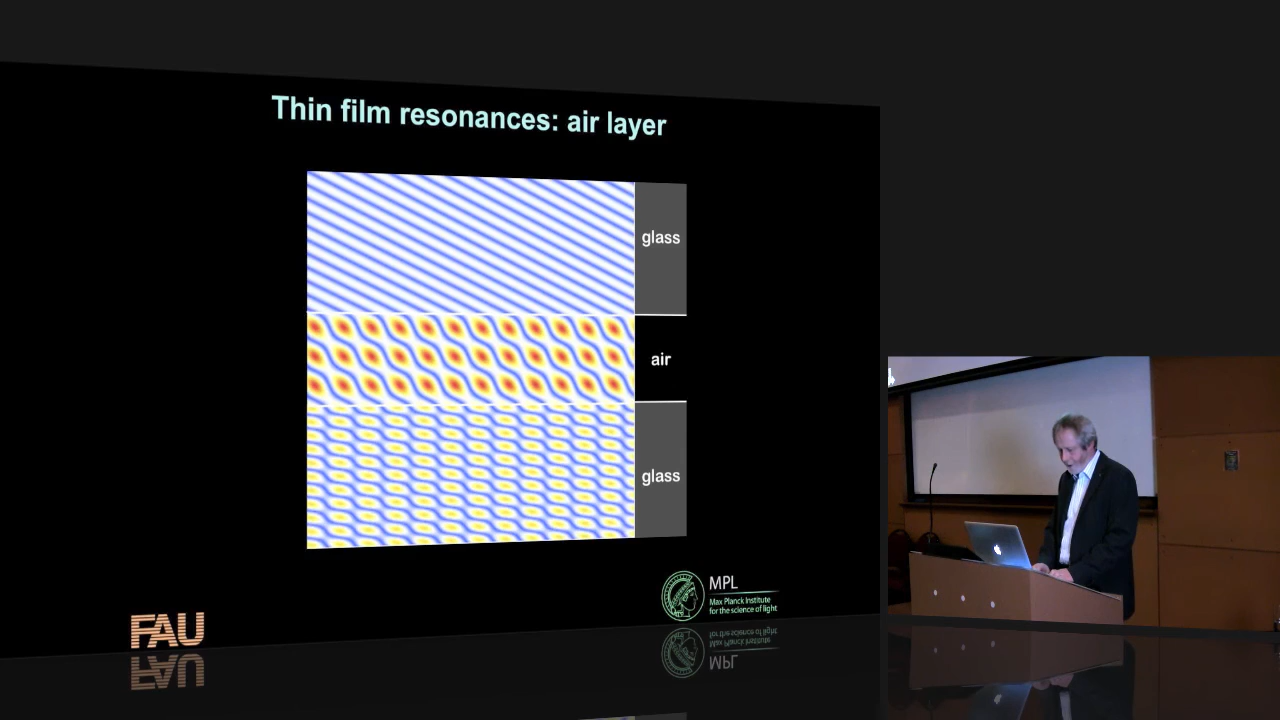 Thin film resonances: air layer
glass
air
glass
FAU
MPL
Max Planck Institute
for the science of light